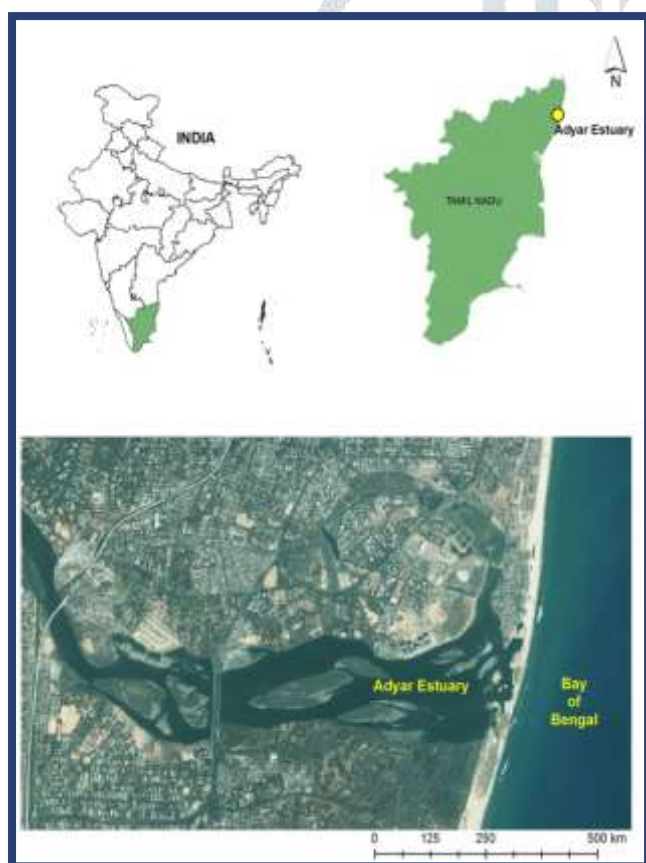 N
INDIA
Adyar Estuary
TAMIL NADU
Adyar Estuary
Bay
of
Bengal
0 125 250 500 km